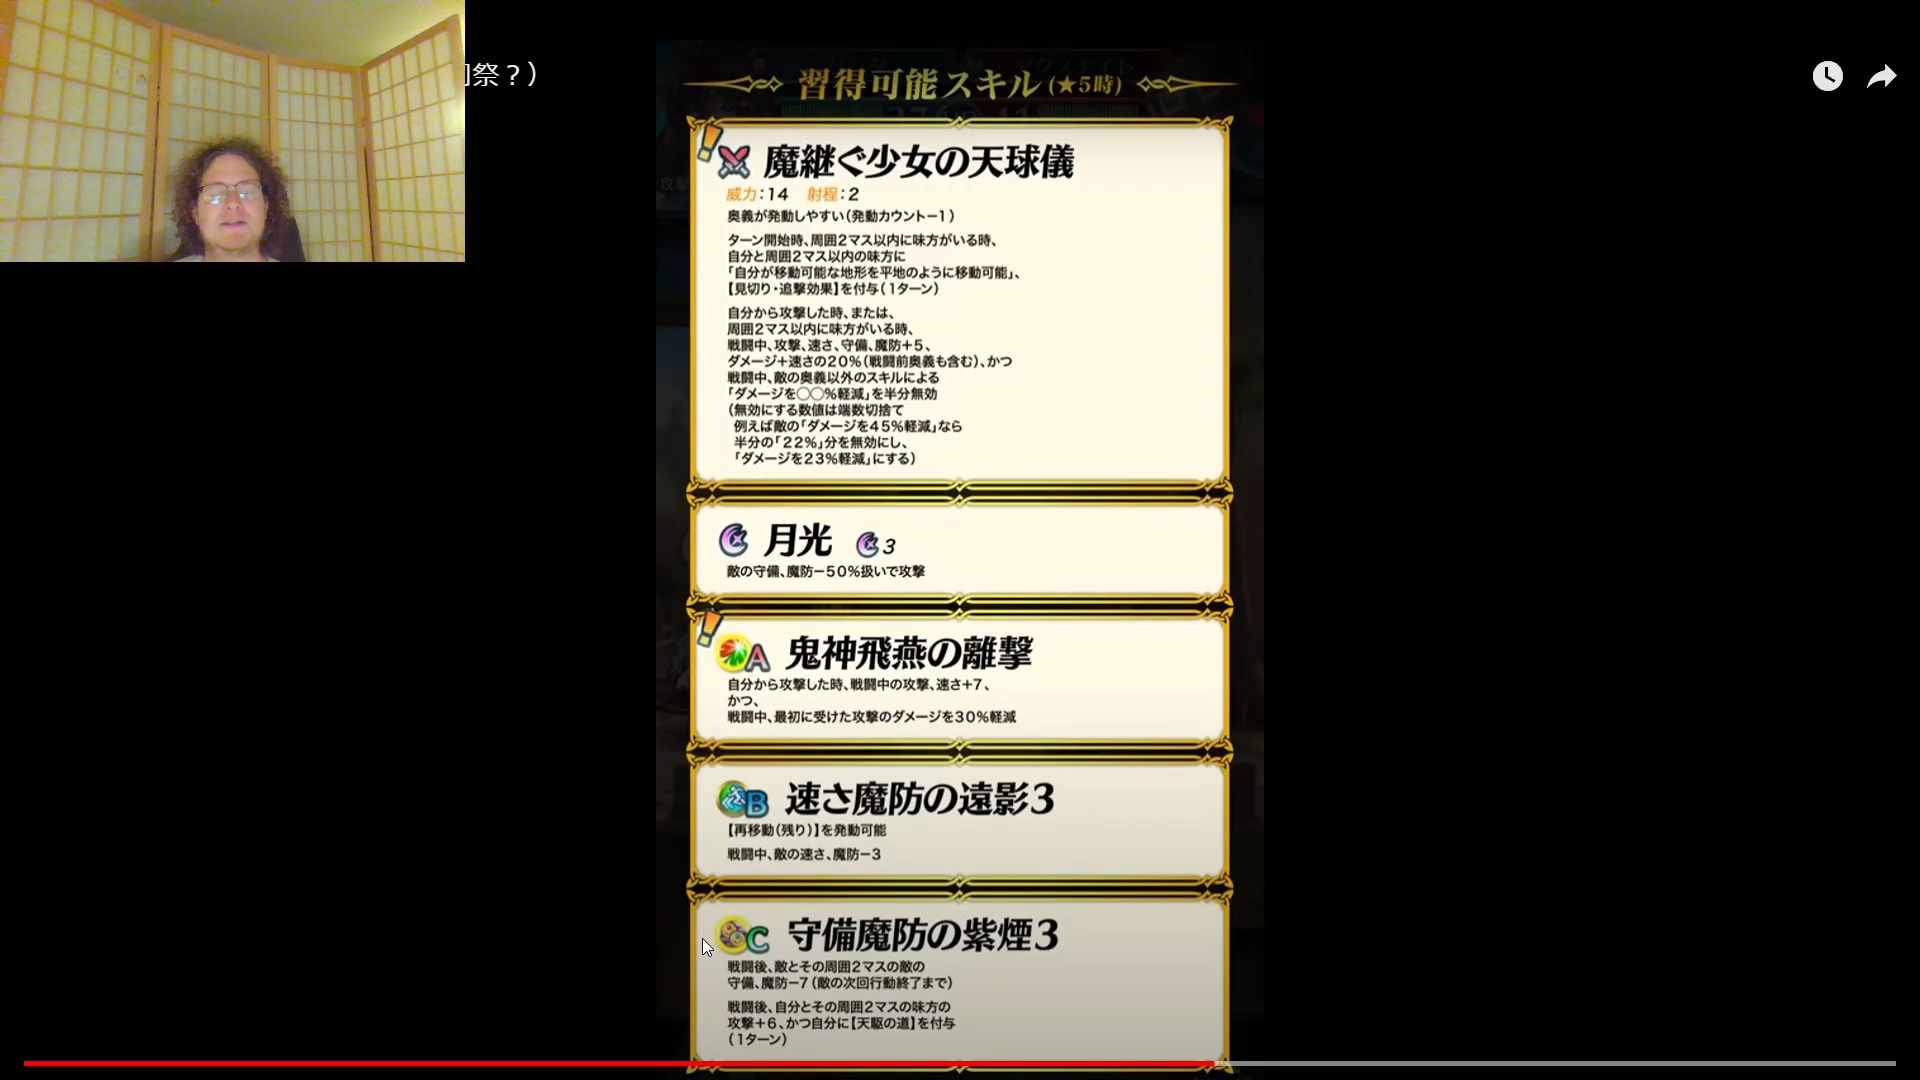 祭？）
習得可能スキル(★5時)
魔継ぐ少女の天球儀
威力：14 射程：2
奥義が発動しやすい（発動カウント－1）
ターン開始時、周囲2マス以内に味方がいる時、
自分と周囲2マス以内の味方に
「自分が移動可能な地形を平地のように移動可能」、
【見切り・追撃効果】を付与（1ターン）
自分から攻撃した時、または、
周囲2マス以内に味方がいる時、
戦闘中、攻撃、速さ、守備、魔防＋5、
ダメージ＋速さの20％（戦闘前奥義も含む）、かつ
戦闘中、敵の奥義以外のスキルによる
「ダメージを○○％軽減」を半分無効
（無効にする数値は端数切捨て
例えば敵の「ダメージを45％軽減」なら
半分の「22％」分を無効にし、
「ダメージを23％軽減」にする）
月光 3
敵の守備、魔防－50％扱いで攻撃
A 鬼神飛燕の離撃
自分から攻撃した時、戦闘中の攻撃、速さ+7、
かつ、
戦闘中、最初に受けた攻撃のダメージを30％軽減
B 速さ魔防の遠影3
【再移動（残り）】を発動可能
戦闘中、敵の速さ、魔防－3
C 守備魔防の紫煙3
戦闘後、敵とその周囲2マスの敵の
守備、魔防－7（敵の次回行動終了まで）
戦闘後、自分とその周囲2マスの味方の
攻撃＋6、かつ自分に【天駆の道】を付与
（1ターン）